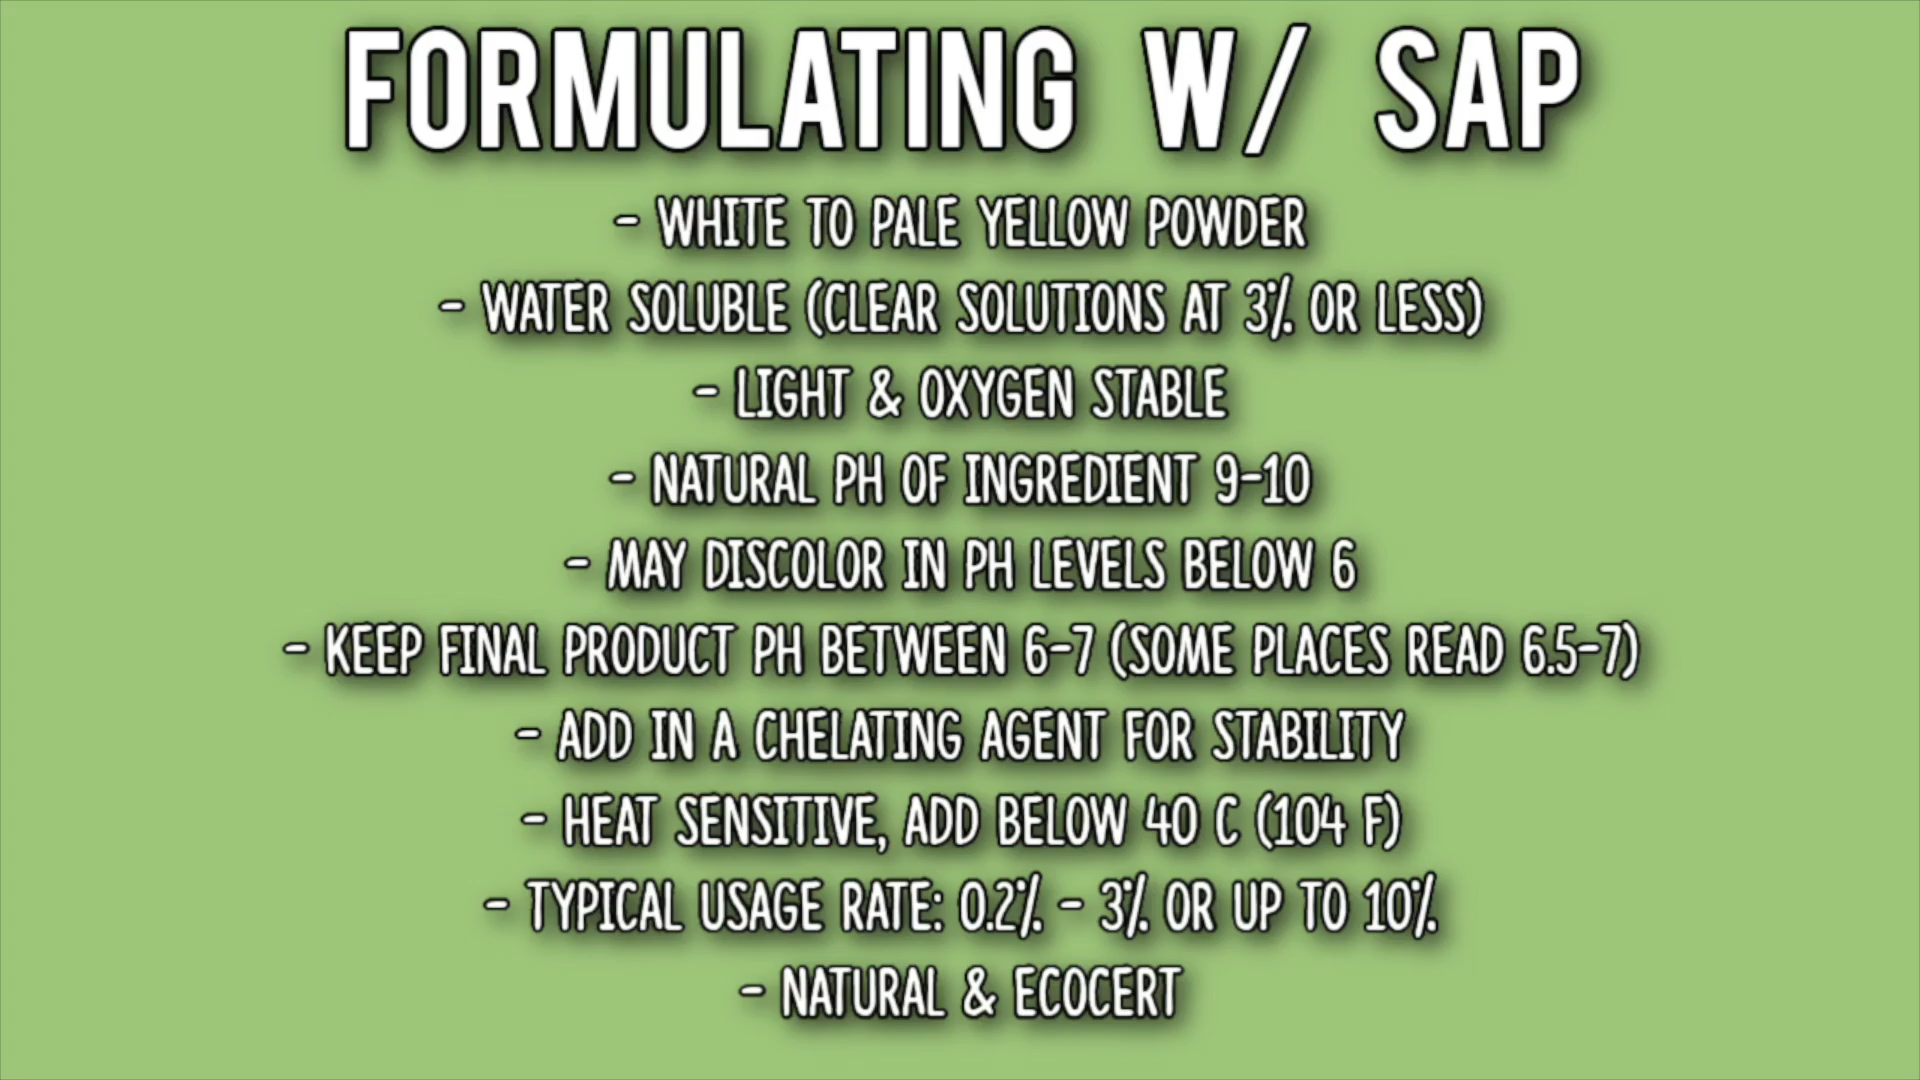 FORMULATING W/ SAP
- WHITE TO PALE YELLOW POWDER
- WATER SOLUBLE (CLEAR SOLUTIONS AT 3% OR LESS)
- LIGHT & OXYGEN STABLE
- NATURAL PH OF INGREDIENT 9-10
- MAY DISCOLOR IN PH LEVELS BELOW 6
- KEEP FINAL PRODUCT PH BETWEEN 6-7 (SOME PLACES READ 6.5-7)
- ADD IN A CHELATING AGENT FOR STABILITY
- HEAT SENSITIVE, ADD BELOW 40 C (104 F)
- TYPICAL USAGE RATE: 0.2% - 3% OR UP TO 10%
- NATURAL & ECOCERT